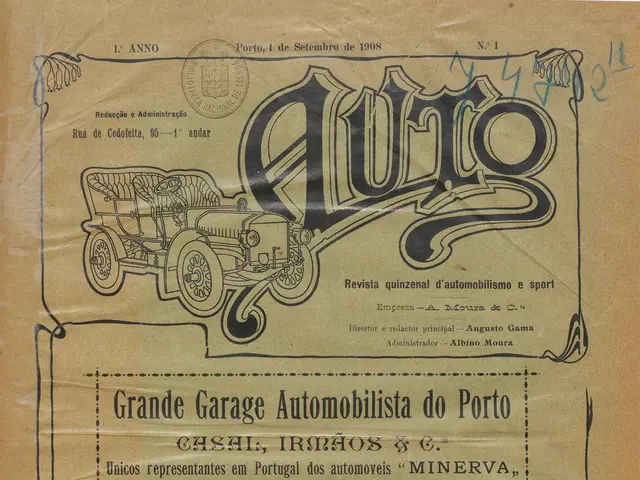 1.º ANNO
Porto, 1 de Setembro de 1908
N.º 1
Redacção e Administração
Rua de Cedofeita, 95—1º andar
AUTO
Revista quinzenal d'automobilismo e sport
Empreza — A. Moura & C.ª
Director e redactor principal — Augusto Gama
Administrador — Albino Moura
Grande Garage Automobilista do Porto
CASAL, IRMÃOS & C.ª
Unicos representantes em Portugal dos automoveis "MINERVA„